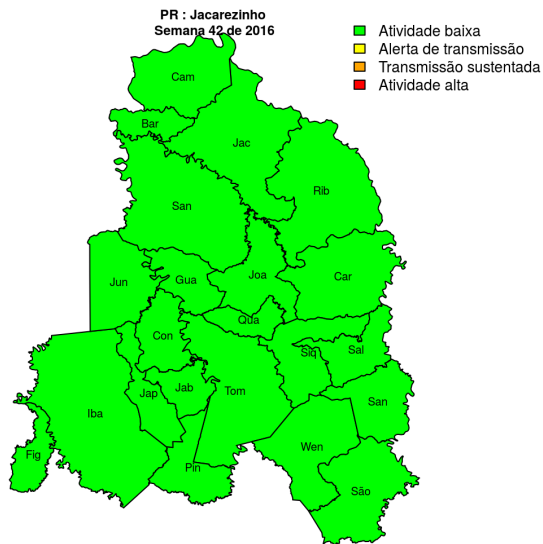 PR : Jacarezinho
Semana 42 de 2016
Atividade baixa
Alerta de transmissão
Transmissão sustentada
Atividade alta
Cam
Bar
Jac
Rib
San
Jun
Gua
Joa
Car
Qua
Con
Siq
Sal
Jap
Jab
Tom
San
Iba
Wen
Fig
Pin
São